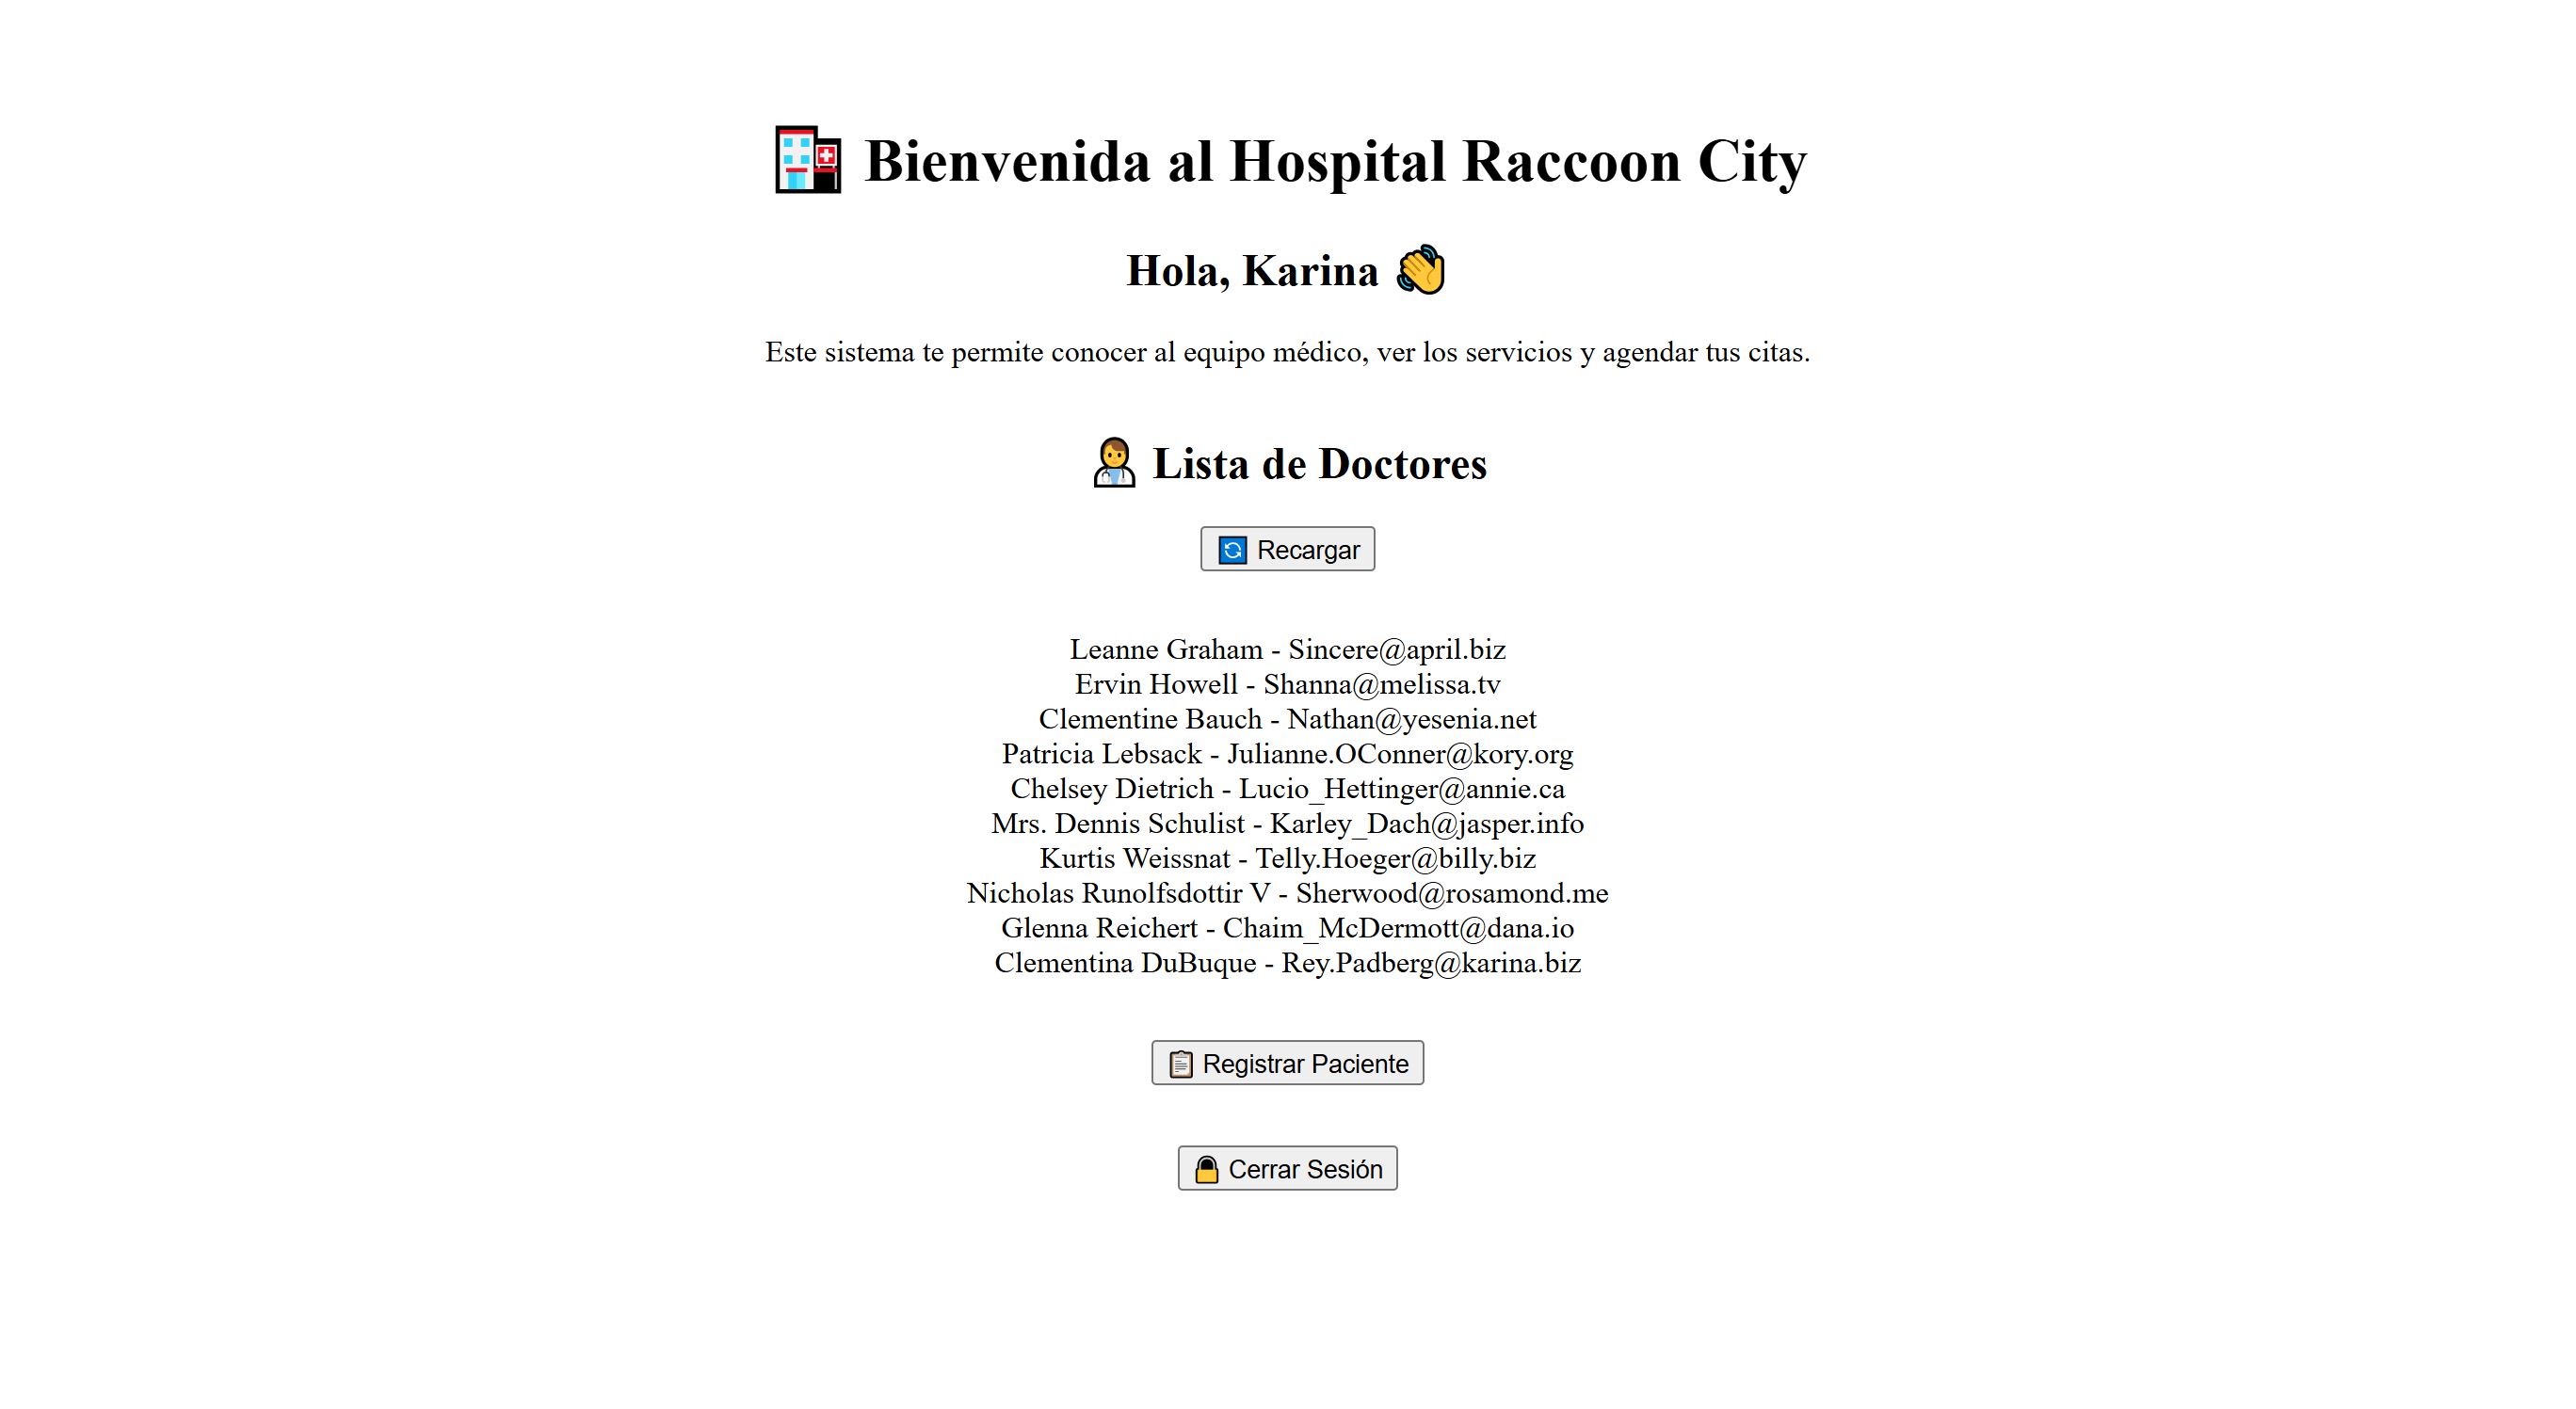 Bienvenida al Hospital Raccoon City
Hola, Karina
Este sistema te permite conocer al equipo médico, ver los servicios y agendar tus citas.
Lista de Doctores
Recargar
Leanne Graham - Sincere@april.biz
Ervin Howell - Shanna@melissa.tv
Clementine Bauch - Nathan@yesenia.net
Patricia Lebsack - Julianne.OConner@kory.org
Chelsey Dietrich - Lucio_Hettinger@annie.ca
Mrs. Dennis Schulist - Karley_Dach@jasper.info
Kurtis Weissnat - Telly.Hoeger@billy.biz
Nicholas Runolfsdottir V - Sherwood@rosamond.me
Glenna Reichert - Chaim_McDermott@dana.io
Clementina DuBuque - Rey.Padberg@karina.biz
Registrar Paciente
Cerrar Sesión